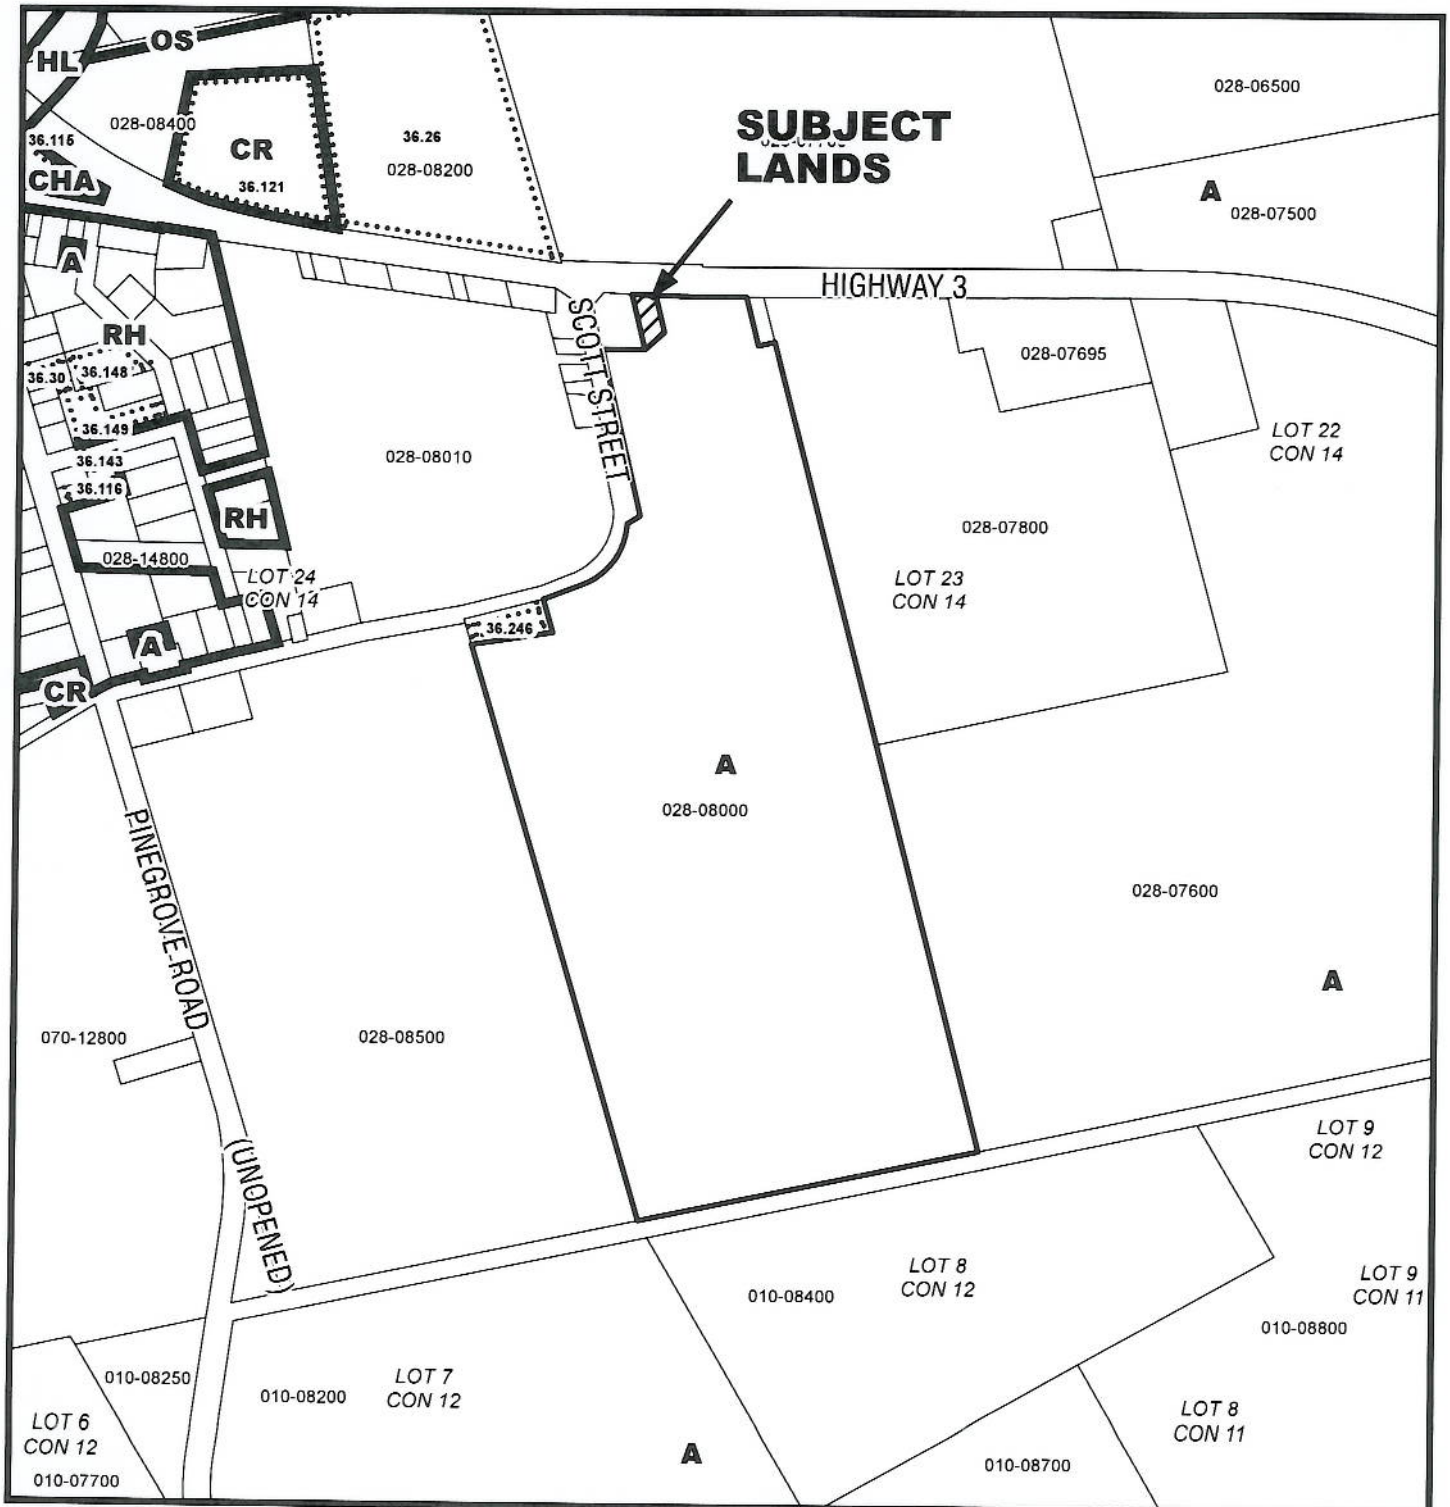 OS
HL
028-06500
SUBJECT
LANDS
028-08400
36.26
36.115
CR
028-08200
CHA
36.121
A
028-07500
A
HIGHWAY 3
RH
SCOTT STREET
028-07695
36.30
36.148
36.149
LOT 22
CON 14
36.143
028-08010
36.116
RH
028-07800
028-14800
LOT 24
CON 14
LOT 23
CON 14
36.246
A
CR
A
028-08000
PINEGROVE ROAD
028-07600
A
070-12800
028-08500
(UNOPENED)
LOT 9
CON 12
LOT 8
CON 12
010-08400
LOT 9
CON 11
010-08800
010-08250
LOT 7
CON 12
010-08200
LOT 6
CON 12
LOT 8
CON 11
A
010-08700
010-07700